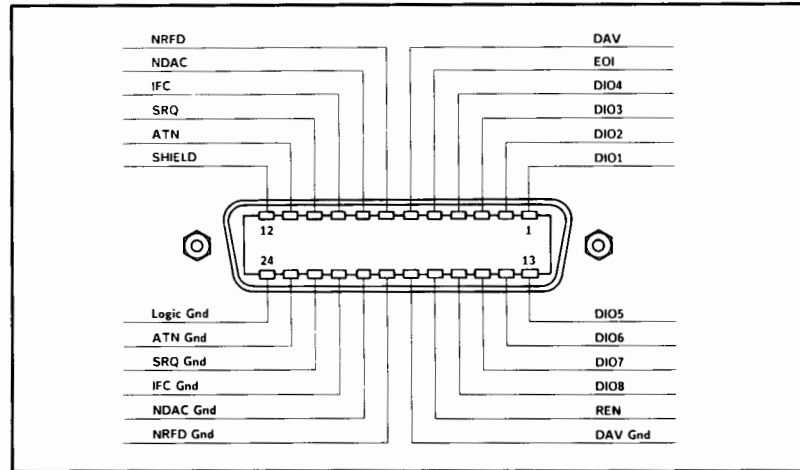 NRFD
NDAC
IFC
SRQ
ATN
SHIELD
DAV
EOI
DIO4
DIO3
DIO2
DIO1
12
1
24
13
Logic Gnd
ATN Gnd
SRQ Gnd
IFC Gnd
NDAC Gnd
NRFD Gnd
DIO5
DIO6
DIO7
DIO8
REN
DAV Gnd